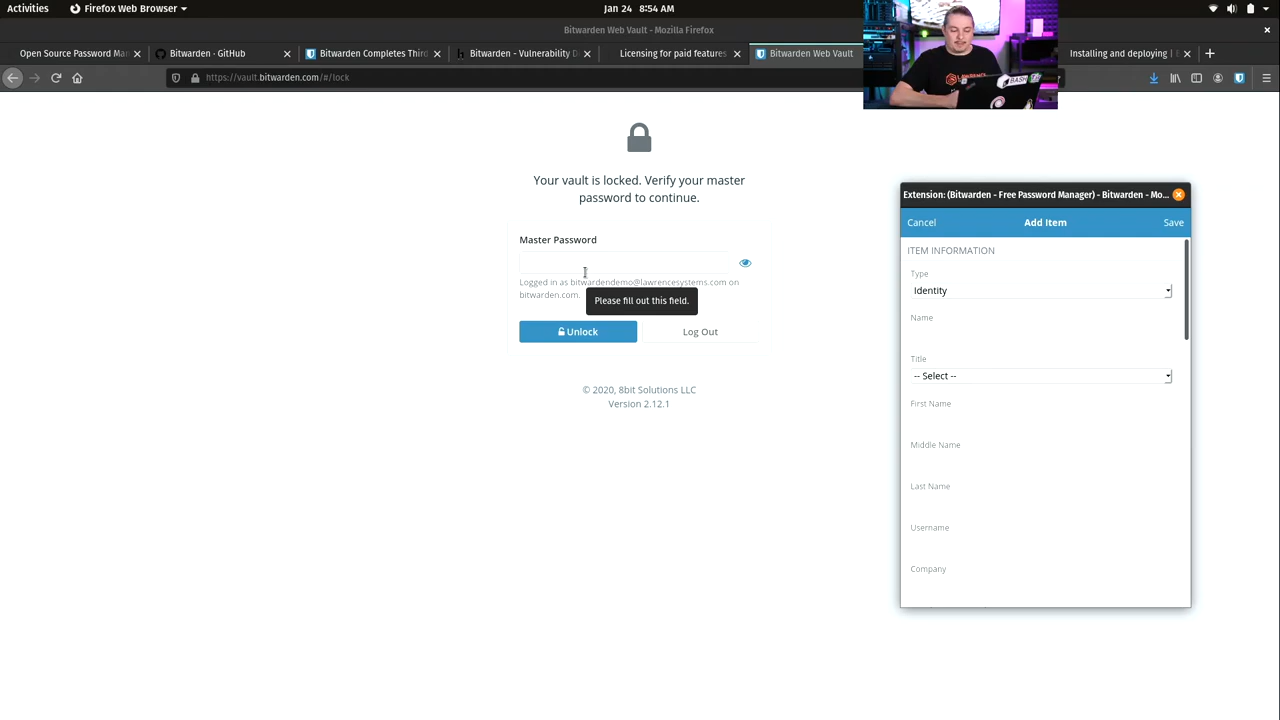 Activities
Firefox Web Browser
Jan 24 8:54 AM
Bitwarden Web Vault - Mozilla Firefox
Open Source Password Ma
GitHub
Completes Th
Bitwarden - Vulnerability D
Licensing for paid features
Bitwarden Web Vault
Installing and deploying
https://vault.bitwarden.com/#/lock
BASH
Your vault is locked. Verify your master
password to continue.
Master Password
Logged in as bitwardendemo@lawrencesystems.com on
bitwarden.com.
Please fill out this field.
Unlock
Log Out
© 2020, 8bit Solutions LLC
Version 2.12.1
Extension: (Bitwarden - Free Password Manager) - Bitwarden - Mo...
Cancel
Add Item
Save
ITEM INFORMATION
Type
Identity
Name
Title
-- Select --
First Name
Middle Name
Last Name
Username
Company